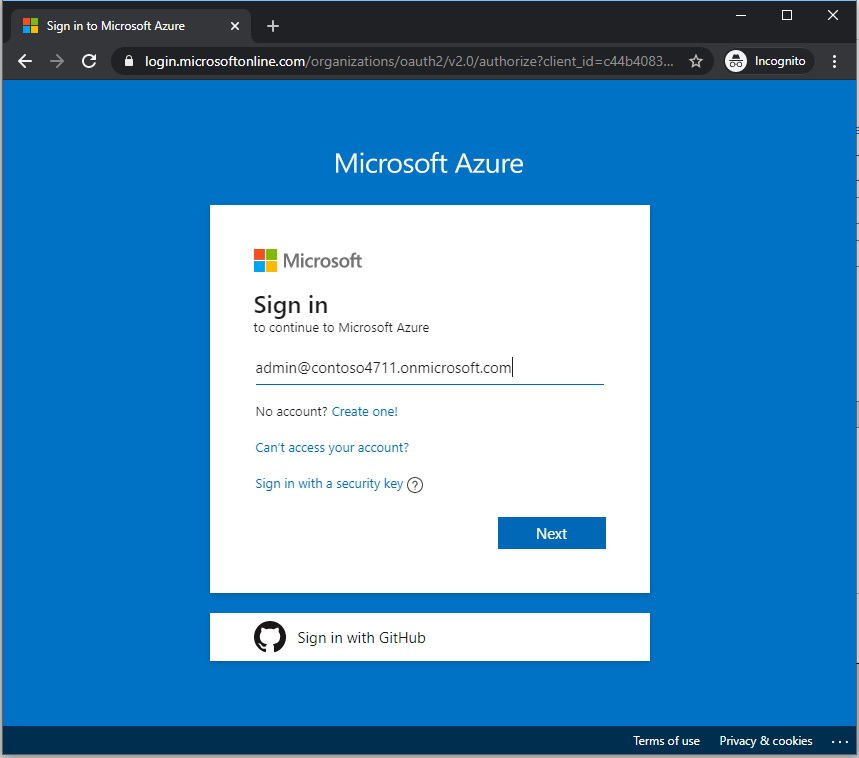 Sign in to Microsoft Azure
login.microsoftonline.com/organizations/oauth2/v2.0/authorize?client_id=c44b4083...
Incognito
Microsoft Azure
Microsoft
Sign in
to continue to Microsoft Azure
admin@contoso4711.onmicrosoft.com
No account? Create one!
Can't access your account?
Sign in with a security key ?
Next
Sign in with GitHub
Terms of use Privacy & cookies ...